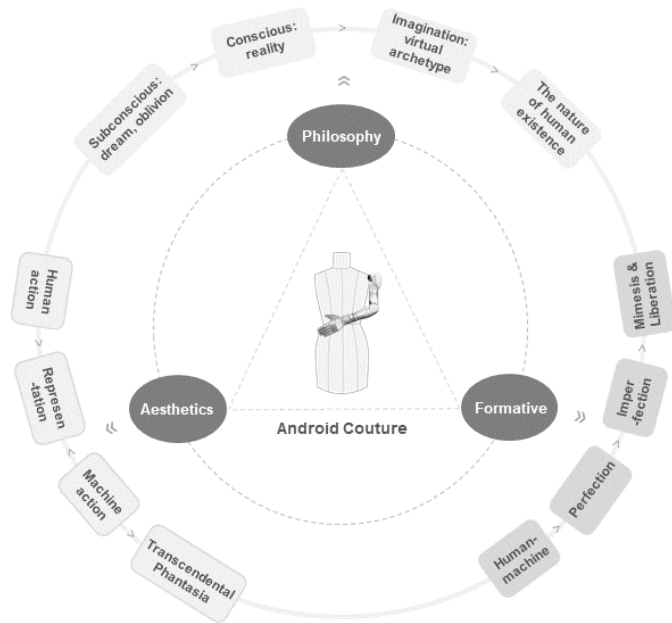 Conscious:
reality
Imagination:
virtual
archetype
Subconscious:
dream, oblivion
The nature
of human
existence
Philosophy
Human
action
Mimesis &
Liberation
Represen
-tation
Aesthetics
Formative
Imper
-fection
Android Couture
Machine
action
Perfection
Transcendental
Phantasia
Human-
machine